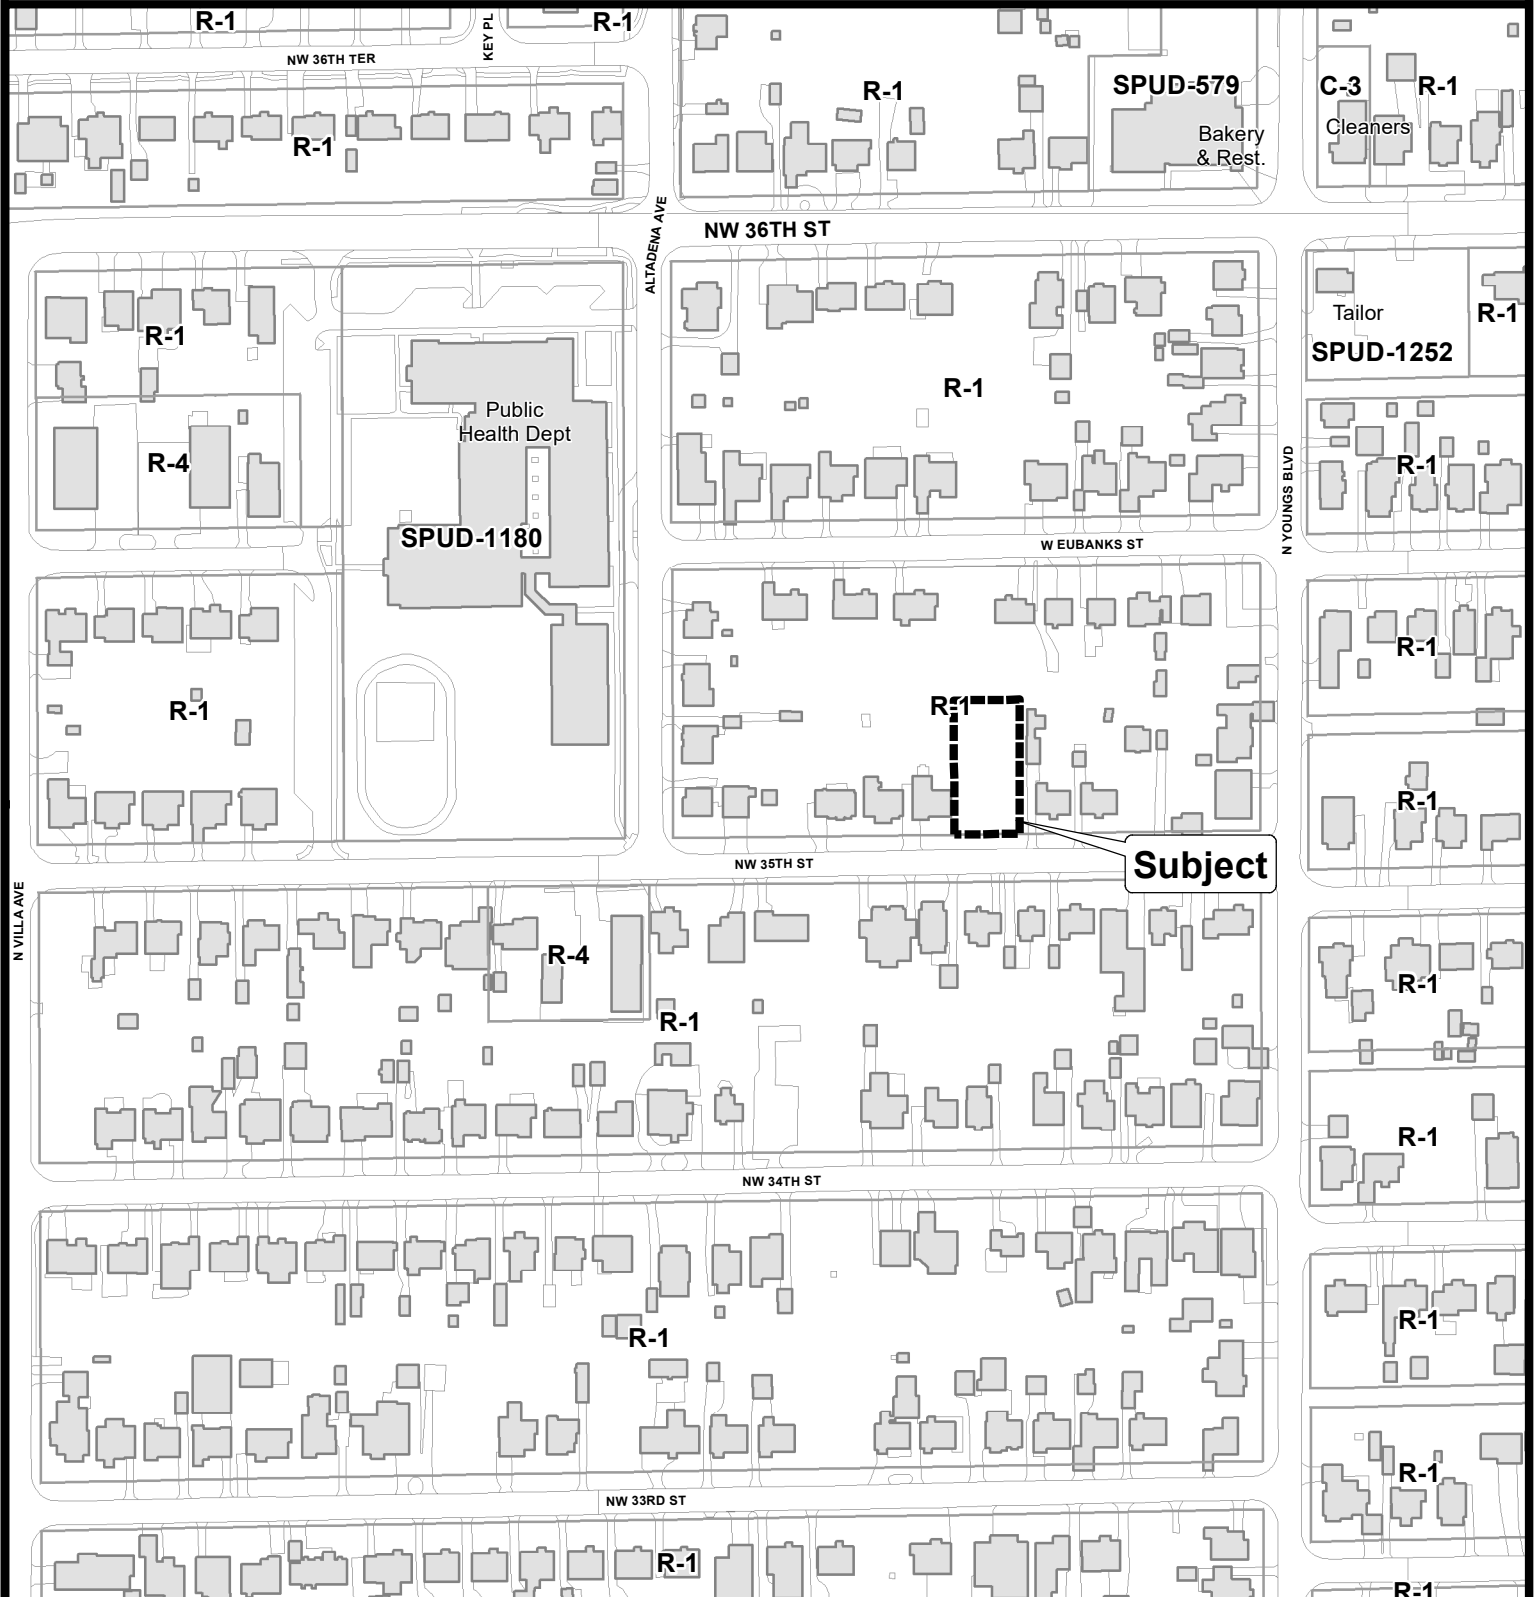 R-1
R-1
KEY PL
NW 36TH TER
R-1
SPUD-579
C-3
R-1
Cleaners
Bakery
& Rest.
R-1
ALTADENA AVE
NW 36TH ST
Tailor
R-1
SPUD-1252
R-1
R-1
Public
Health Dept
R-4
R-1
N YOUNGS BLVD
SPUD-1180
W EUBANKS ST
R-1
R-1
R-1
R-1
NW 35TH ST
Subject
N VILLA AVE
R-4
R-1
R-1
R-1
NW 34TH ST
R-1
R-1
R-1
NW 33RD ST
R-1
R-1